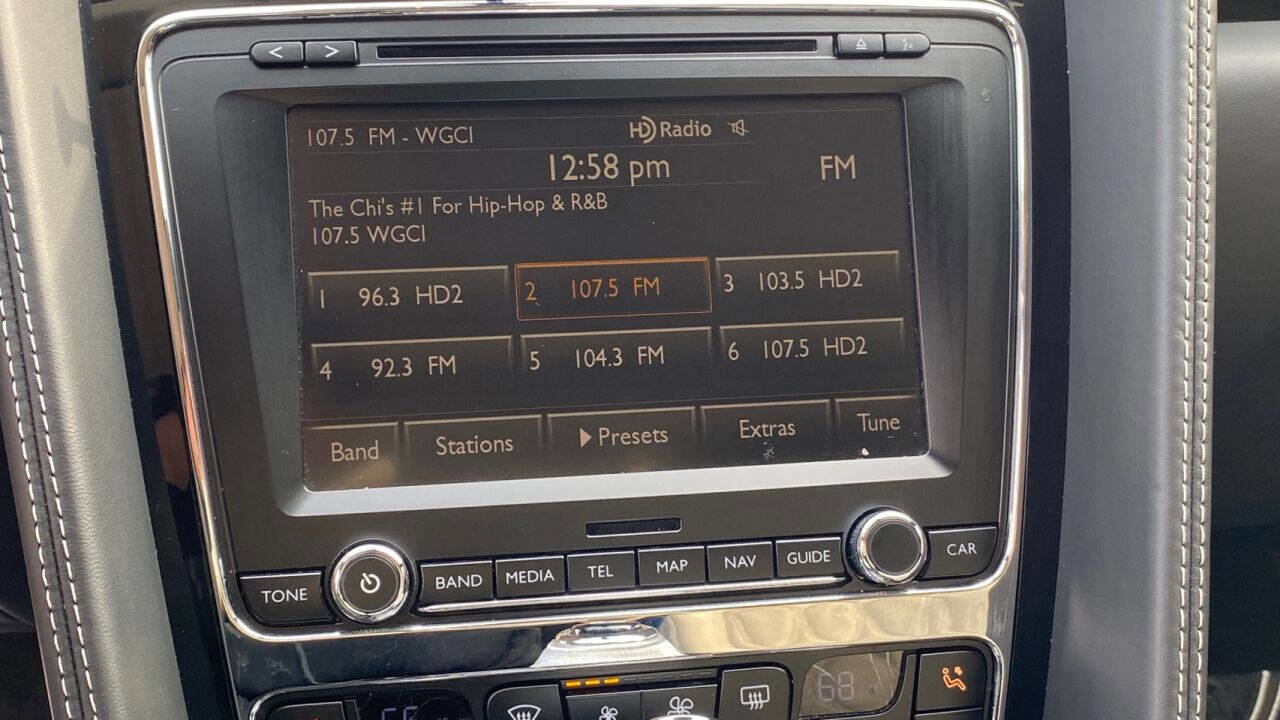 107.5 FM - WGCI
HD Radio
12:58 pm
FM
The Chi's #1 For Hip-Hop & R&B
107.5 WGCI
1 96.3 HD2
2 107.5 FM
3 103.5 HD2
4 92.3 FM
5 104.3 FM
6 107.5 HD2
Band
Stations
Presets
Extras
Tune
TONE
BAND
MEDIA
TEL
MAP
NAV
GUIDE
CAR
68